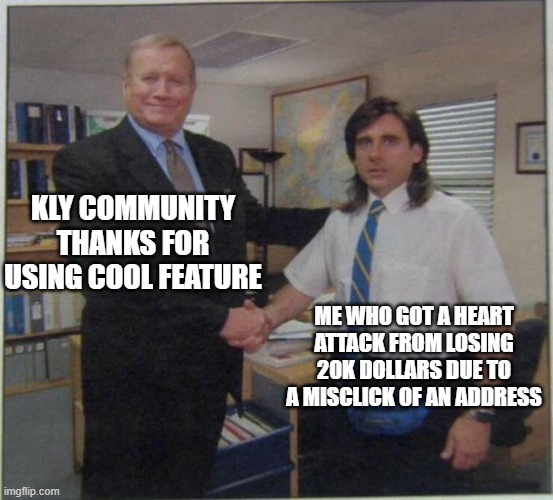 KLY COMMUNITY
THANKS FOR
USING COOL FEATURE
ME WHO GOT A HEART
ATTACK FROM LOSING
20K DOLLARS DUE TO
A MISCLICK OF AN ADDRESS
imgflip.com